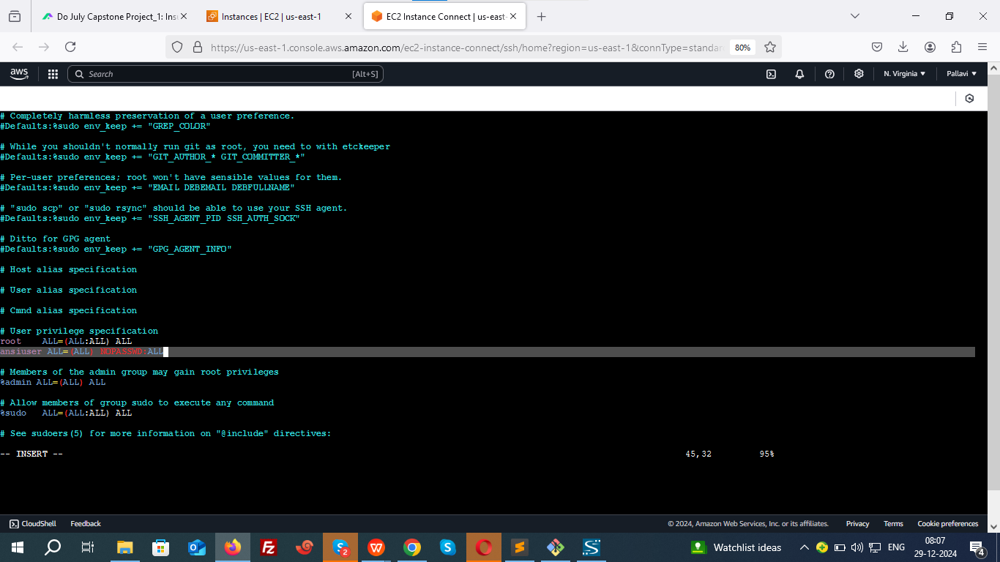 Do July Capstone Project_1: Insu
Instances | EC2 | us-east-1
EC2 Instance Connect | us-east-
https://us-east-1.console.aws.amazon.com/ec2-instance-connect/ssh/home?region=us-east-1&connType=standar
80%
aws
Search
[Alt+S]
N. Virginia
Pallavi
# Completely harmless preservation of a user preference.
#Defaults:%sudo env_keep += "GREP_COLOR"
# While you shouldn't normally run git as root, you need to with etckeeper
#Defaults:%sudo env_keep += "GIT_AUTHOR_* GIT_COMMITTER_*"
# Per-user preferences; root won't have sensible values for them.
#Defaults:%sudo env_keep += "EMAIL DEBEMAIL DEBFULLNAME"
# "sudo scp" or "sudo rsync" should be able to use your SSH agent.
#Defaults:%sudo env_keep += "SSH_AGENT_PID SSH_AUTH_SOCK"
# Ditto for GPG agent
#Defaults:%sudo env_keep += "GPG_AGENT_INFO"
# Host alias specification
# User alias specification
# Cmnd alias specification
# User privilege specification
root    ALL=(ALL:ALL) ALL
ansiuser ALL=(ALL) NOPASSWD:ALL
# Members of the admin group may gain root privileges
%admin ALL=(ALL) ALL
# Allow members of group sudo to execute any command
%sudo   ALL=(ALL:ALL) ALL
# See sudoers(5) for more information on "@include" directives:
-- INSERT --
45,32
95%
CloudShell
Feedback
© 2024, Amazon Web Services, Inc. or its affiliates.
Privacy
Terms
Cookie preferences
2
Watchlist ideas
ENG
08:07
29-12-2024
4